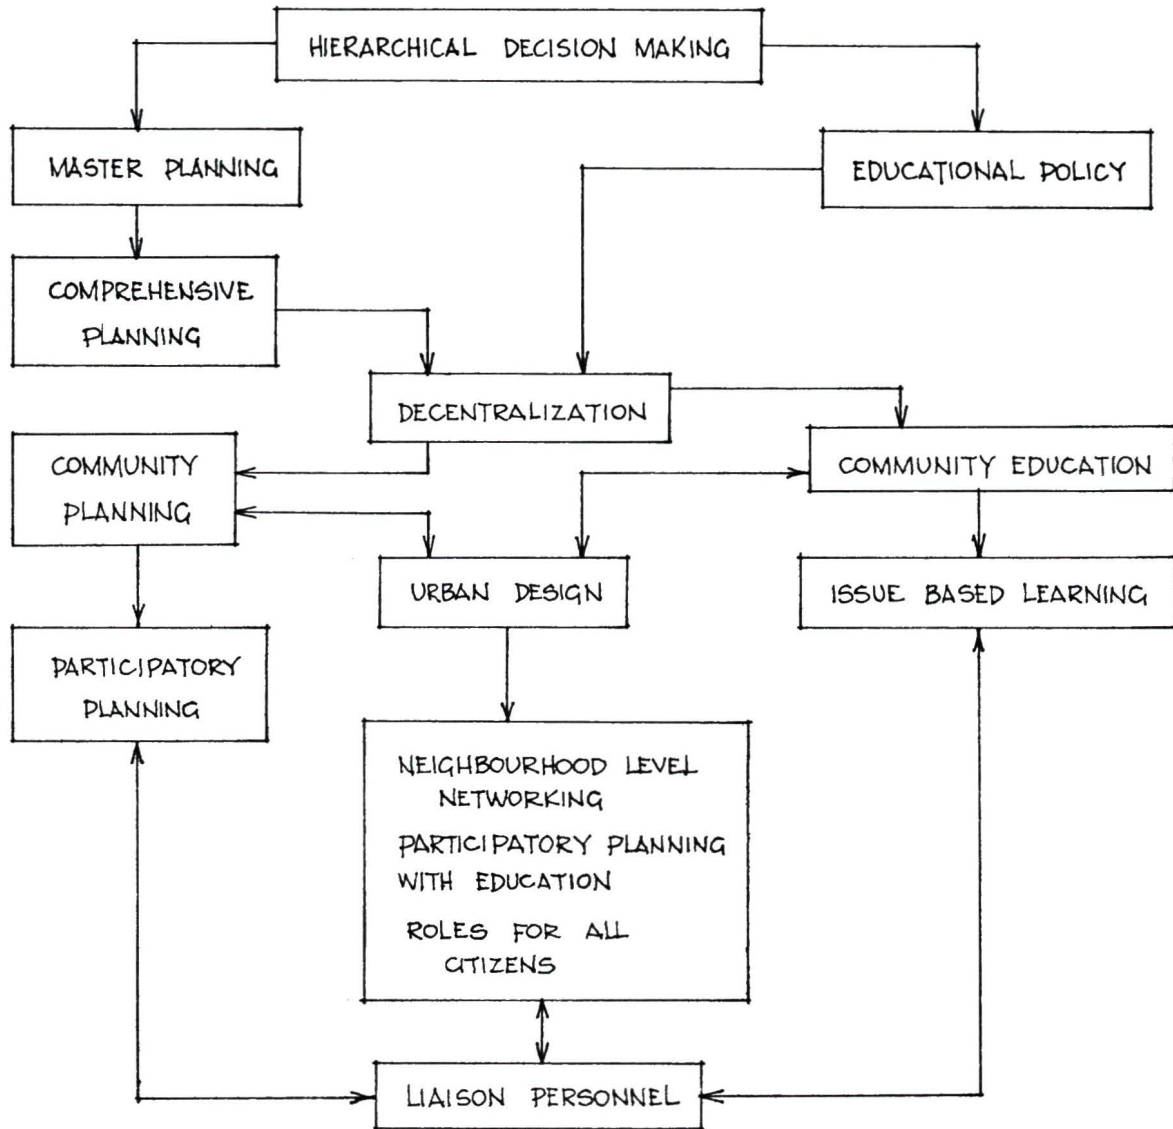 HIERARCHICAL DECISION MAKING
MASTER PLANNING
EDUCATIONAL POLICY
COMPREHENSIVE
PLANNING
DECENTRALIZATION
COMMUNITY
PLANNING
COMMUNITY EDUCATION
URBAN DESIGN
ISSUE BASED LEARNING
PARTICIPATORY
PLANNING
NEIGHBOURHOOD LEVEL
NETWORKING
PARTICIPATORY PLANNING
WITH EDUCATION
ROLES FOR ALL
CITIZENS
LIAISON PERSONNEL